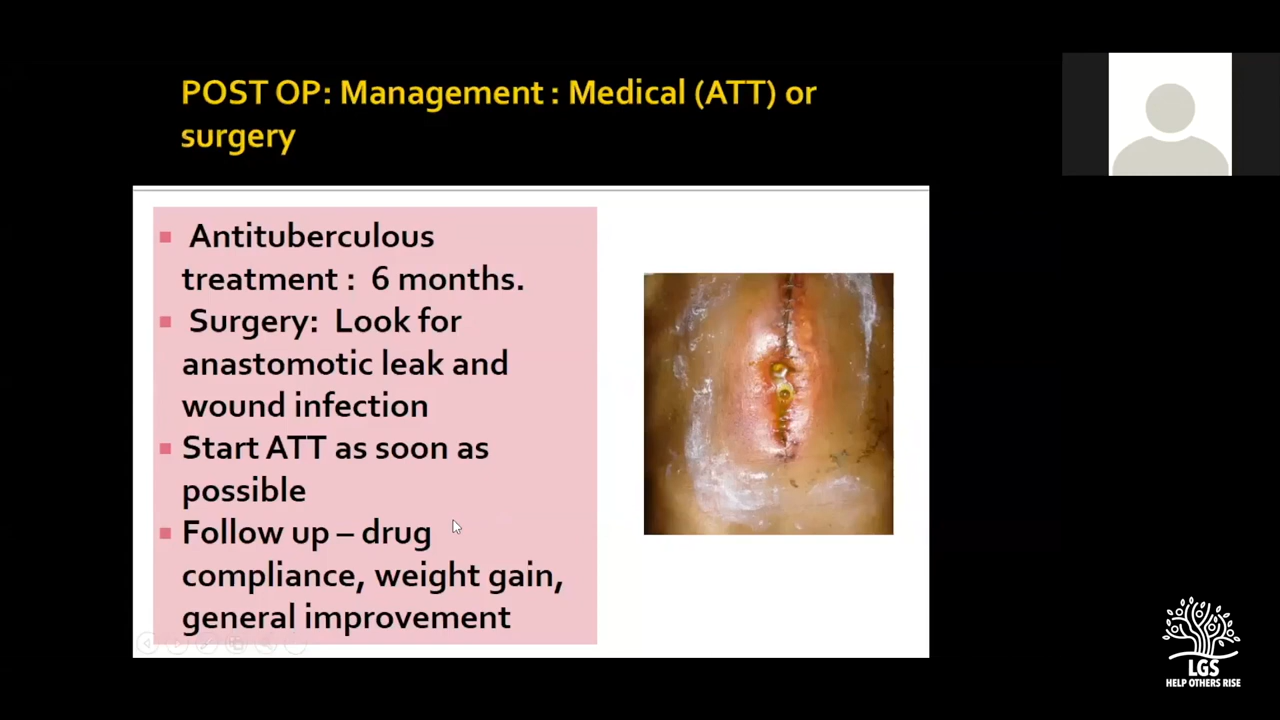 POST OP: Management : Medical (ATT) or
surgery
▪ Antituberculous
treatment : 6 months.
▪ Surgery: Look for
anastomotic leak and
wound infection
▪ Start ATT as soon as
possible
▪ Follow up – drug
compliance, weight gain,
general improvement
LGS
HELP OTHERS RISE